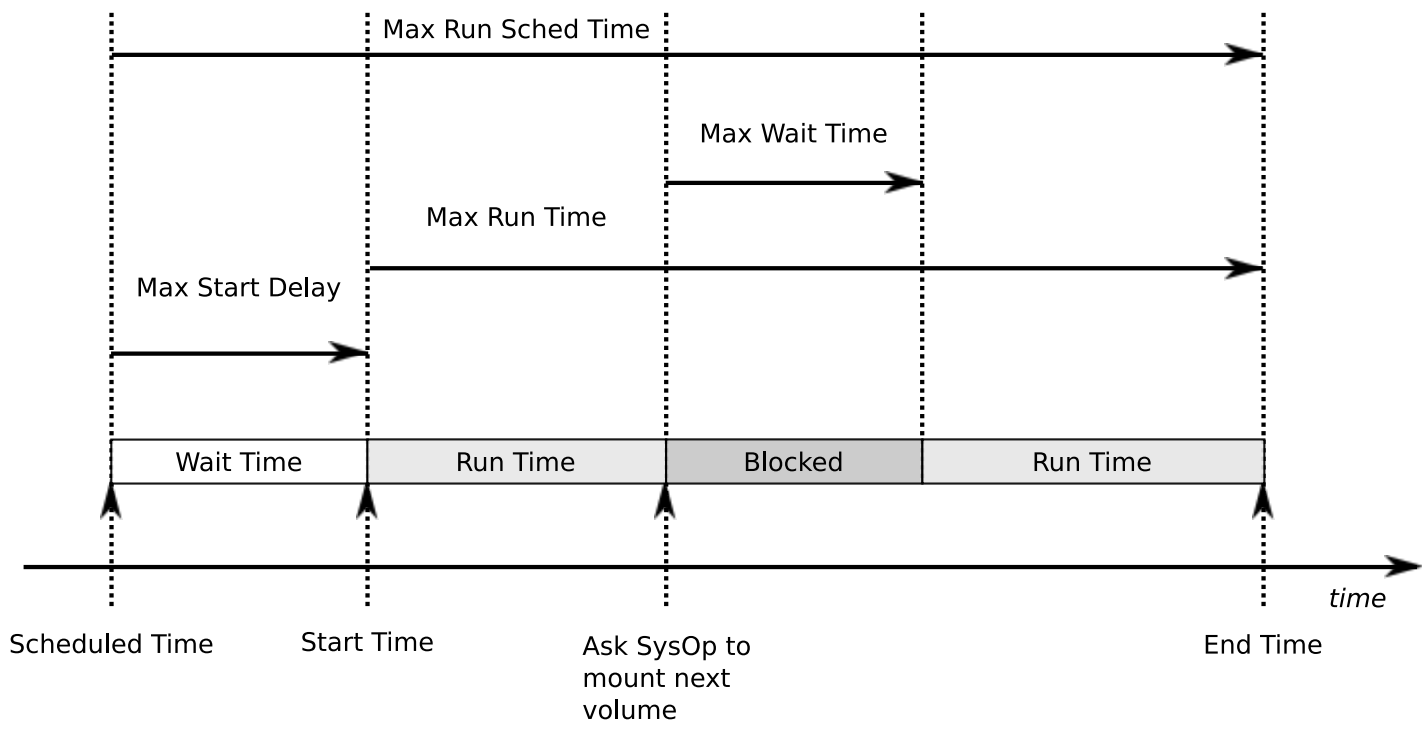 Max Run Sched Time
Max Wait Time
Max Run Time
Max Start Delay
Wait Time
Run Time
Blocked
Run Time
time
Scheduled Time
Start Time
Ask SysOp to
mount next
volume
End Time